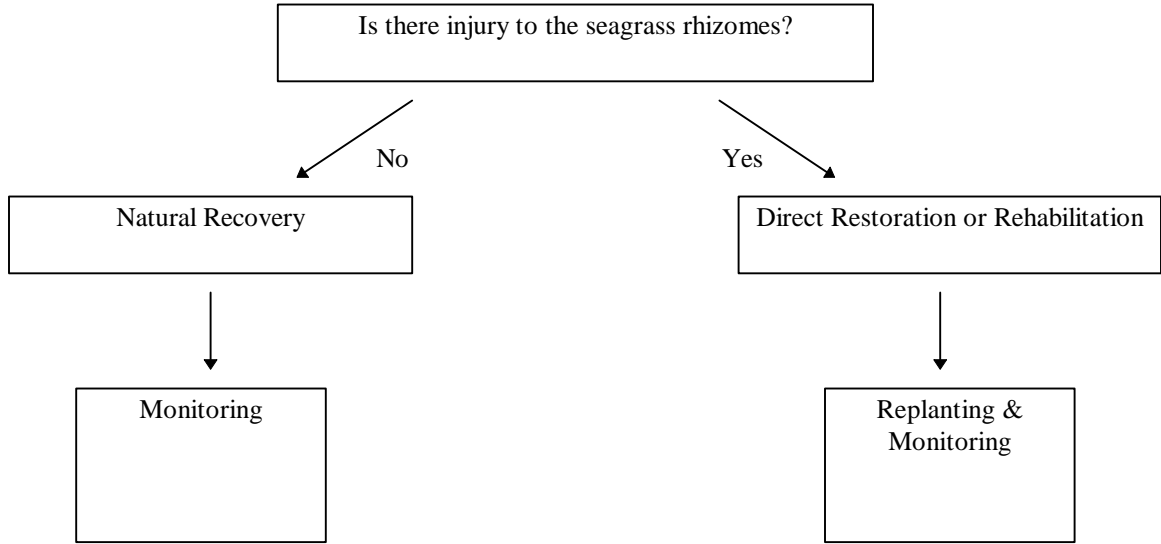 Is there injury to the seagrass rhizomes?
No
Yes
Natural Recovery
Direct Restoration or Rehabilitation
Monitoring
Replanting &
Monitoring